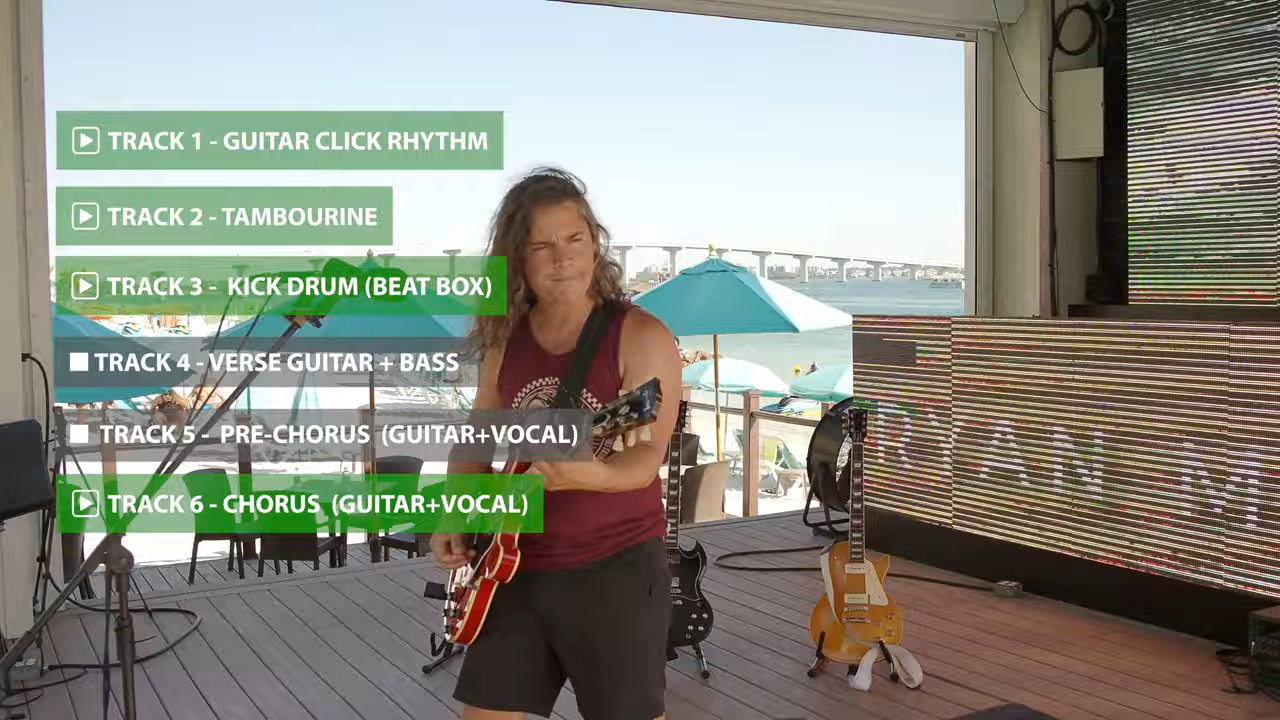 TRACK 1 - GUITAR CLICK RHYTHM
TRACK 2 - TAMBOURINE
TRACK 3 - KICK DRUM (BEAT BOX)
TRACK 4 - VERSE GUITAR + BASS
TRACK 5 - PRE-CHORUS (GUITAR+VOCAL)
TRACK 6 - CHORUS (GUITAR+VOCAL)
RYAN M